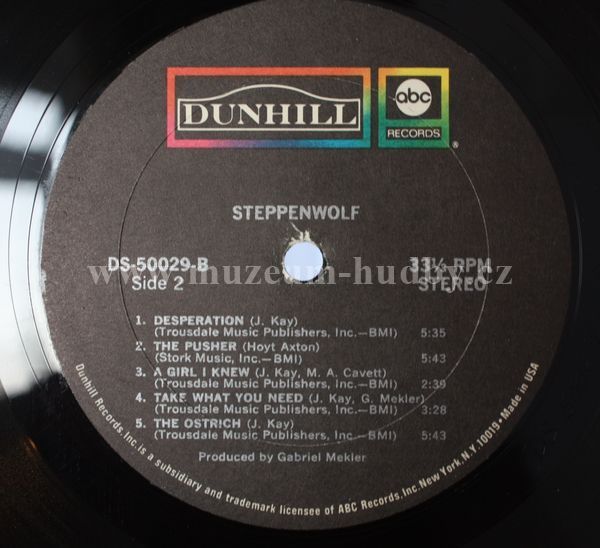 DUNHILL
abc
RECORDS
®
STEPPENWOLF
DS-50029-B
Side 2
33⅓ RPM
STEREO
www.muzeum-hudby.cz
1. DESPERATION (J. Kay)
(Trousdale Music Publishers, Inc.—BMI) 5:35
2. THE PUSHER (Hoyt Axton)
(Stork Music, Inc.—BMI) 5:43
3. A GIRL I KNEW (J. Kay, M. A. Cavett)
(Trousdale Music Publishers, Inc.—BMI) 2:39
4. TAKE WHAT YOU NEED (J. Kay, G. Mekler)
(Trousdale Music Publishers, Inc.—BMI) 3:28
5. THE OSTRICH (J. Kay)
(Trousdale Music Publishers, Inc.—BMI) 5:43
Produced by Gabriel Mekler
Dunhill Records, Inc. is a subsidiary and trademark licensee of ABC Records, Inc. New York, N.Y. 10019 • Made in USA